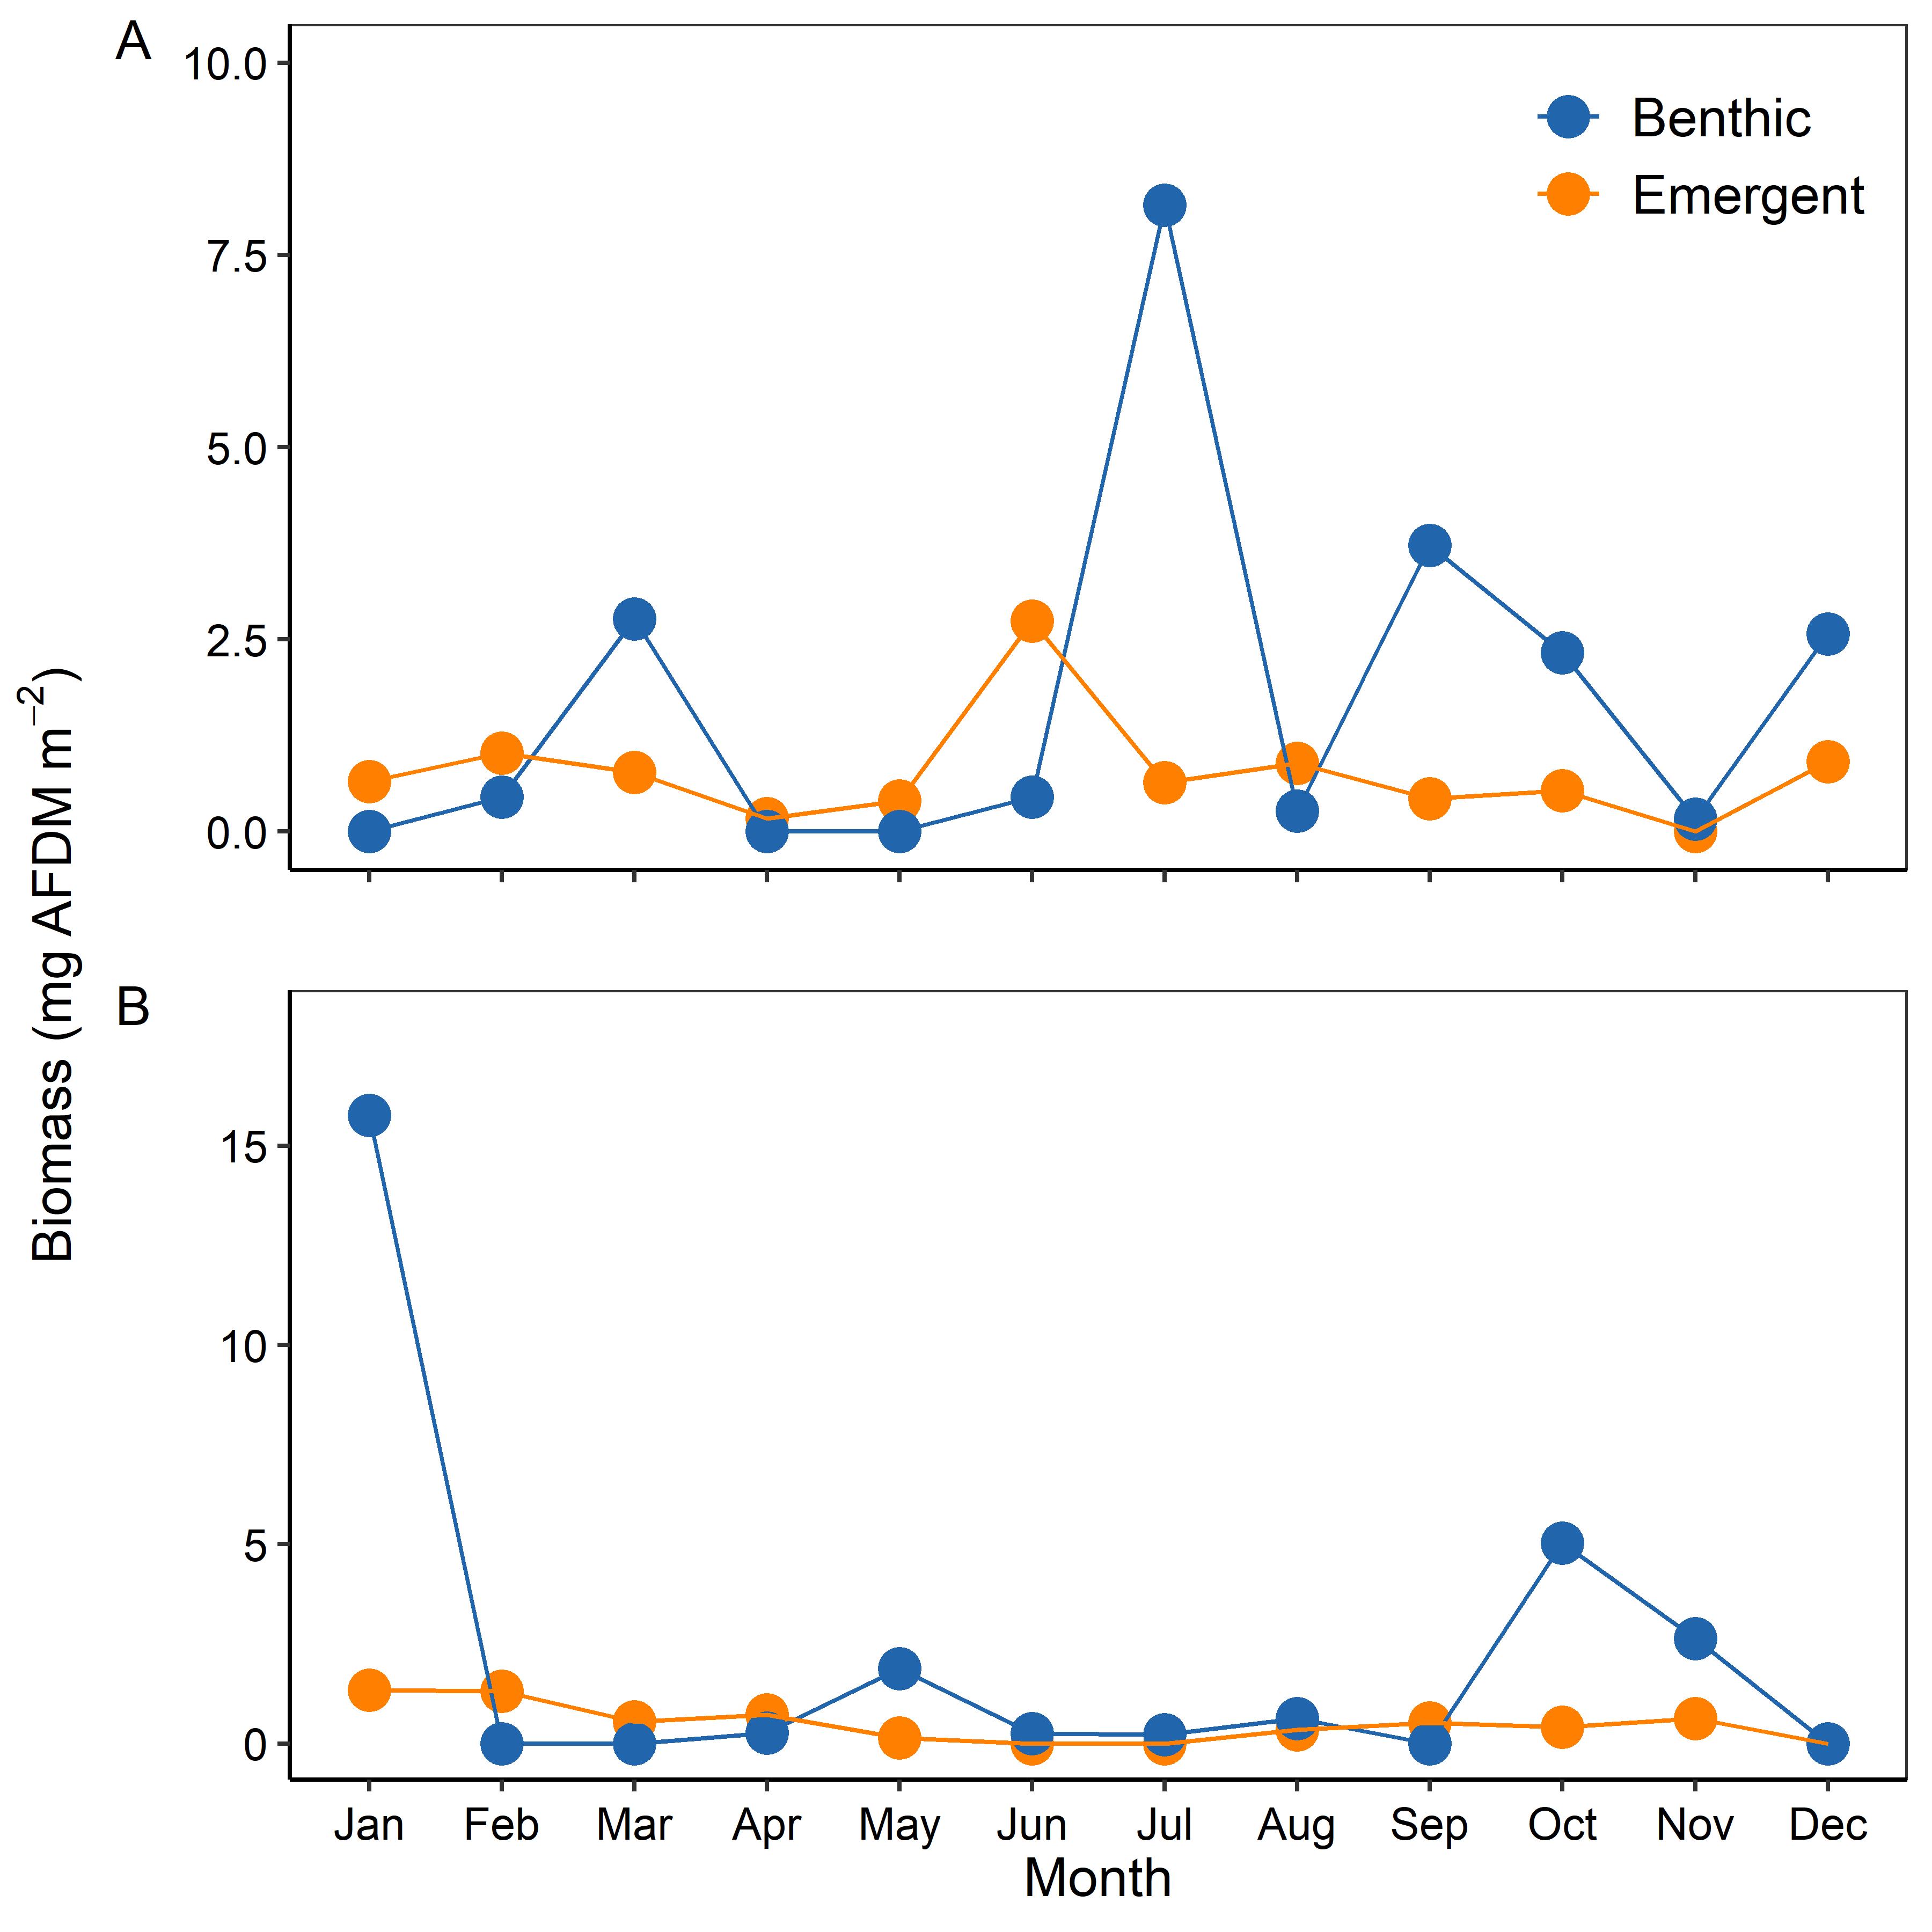 A
10.0
7.5
5.0
2.5
0.0
Benthic
Emergent
Biomass (mg AFDM m⁻²)
B
15
10
5
0
Jan Feb Mar Apr May Jun Jul Aug Sep Oct Nov Dec
Month